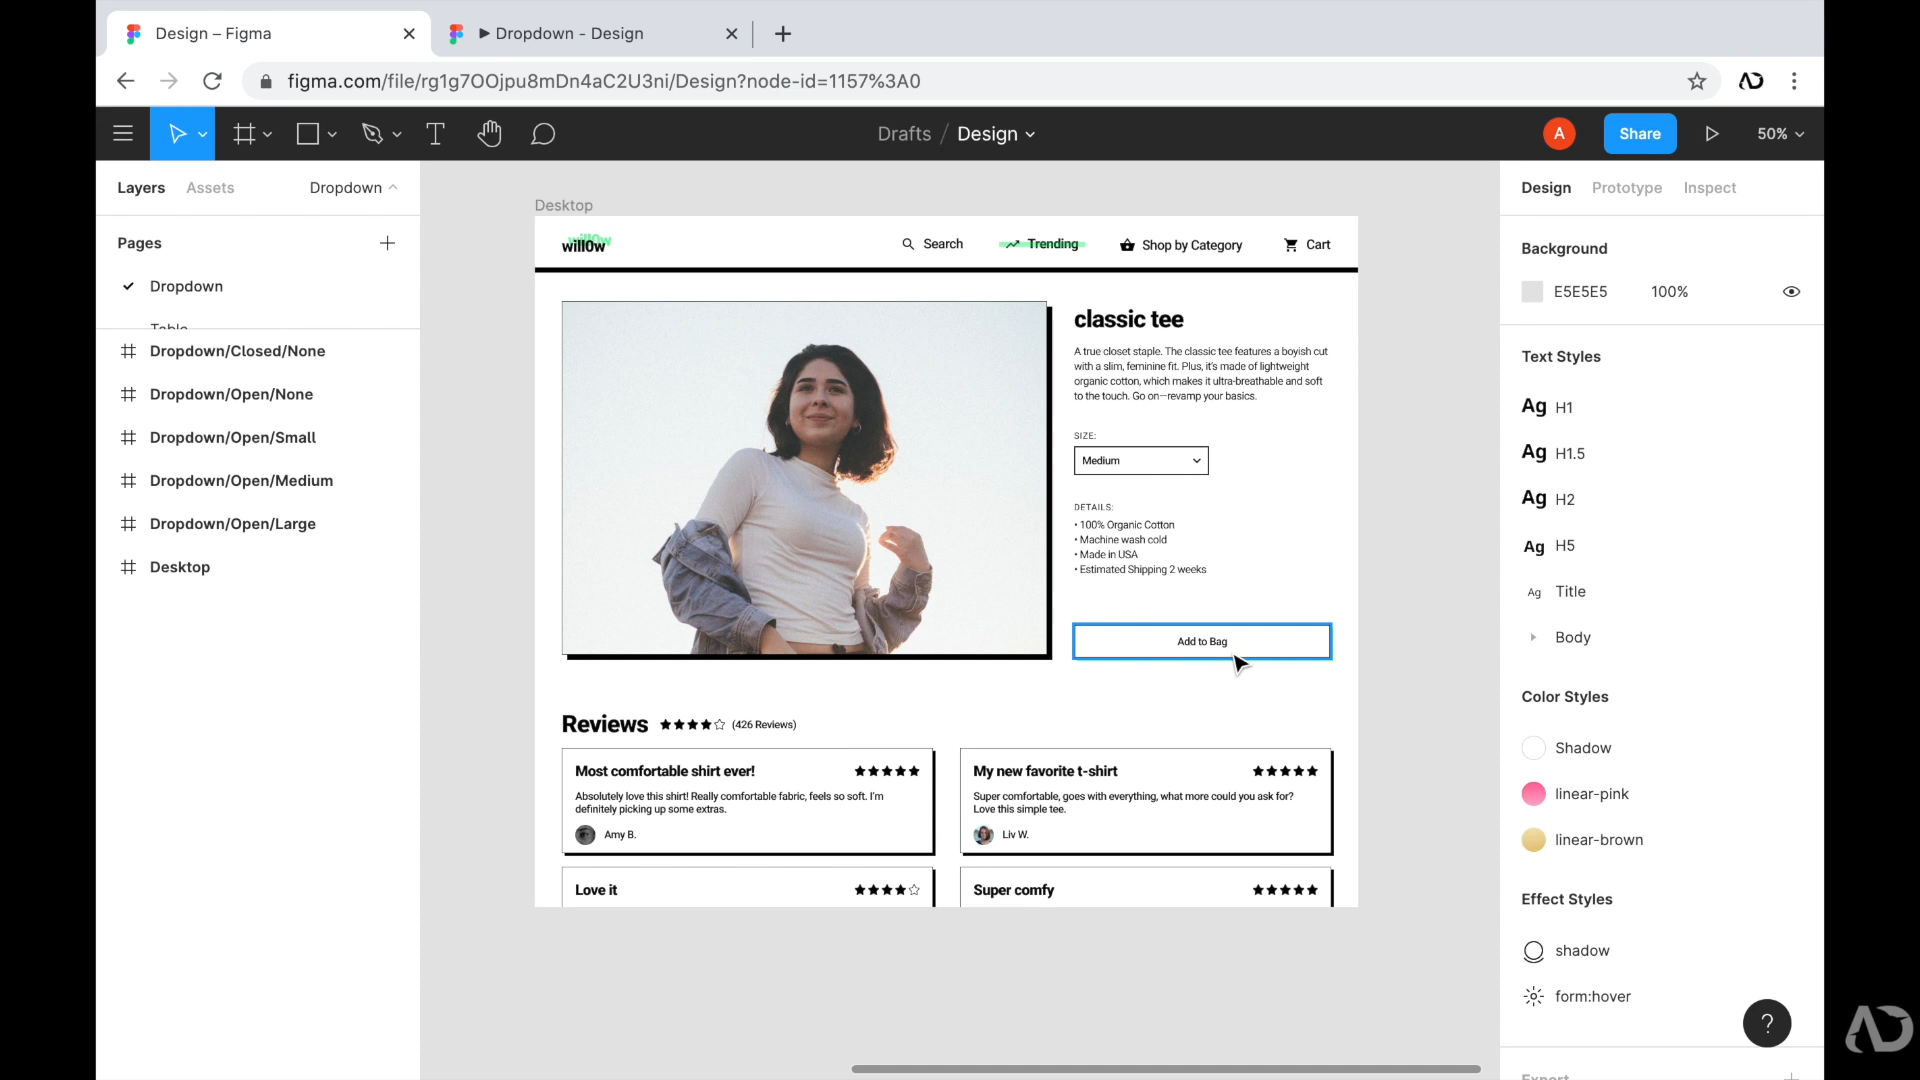 Design – Figma
Dropdown - Design
figma.com/file/rg1g7OOjpu8mDn4aC2U3ni/Design?node-id=1157%3A0
Drafts / Design
A
Share
50%
Layers
Assets
Dropdown
Pages
Dropdown
Table
Dropdown/Closed/None
Dropdown/Open/None
Dropdown/Open/Small
Dropdown/Open/Medium
Dropdown/Open/Large
Desktop
Desktop
will0w
will0w
Search
Trending
Shop by Category
Cart
classic tee
A true closet staple. The classic tee features a boyish cut
with a slim, feminine fit. Plus, it's made of lightweight
organic cotton, which makes it ultra-breathable and soft
to the touch. Go on—revamp your basics.
SIZE:
Medium
DETAILS:
• 100% Organic Cotton
• Machine wash cold
• Made in USA
• Estimated Shipping 2 weeks
Add to Bag
Reviews
(426 Reviews)
Most comfortable shirt ever!
Absolutely love this shirt! Really comfortable fabric, feels so soft. I'm
definitely picking up some extras.
Amy B.
My new favorite t-shirt
Super comfortable, goes with everything, what more could you ask for?
Love this simple tee.
Liv W.
Love it
Super comfy
Design
Prototype
Inspect
Background
E5E5E5
100%
Text Styles
Ag H1
Ag H1.5
Ag H2
Ag H5
Ag Title
Body
Color Styles
Shadow
linear-pink
linear-brown
Effect Styles
shadow
form:hover
Export
?